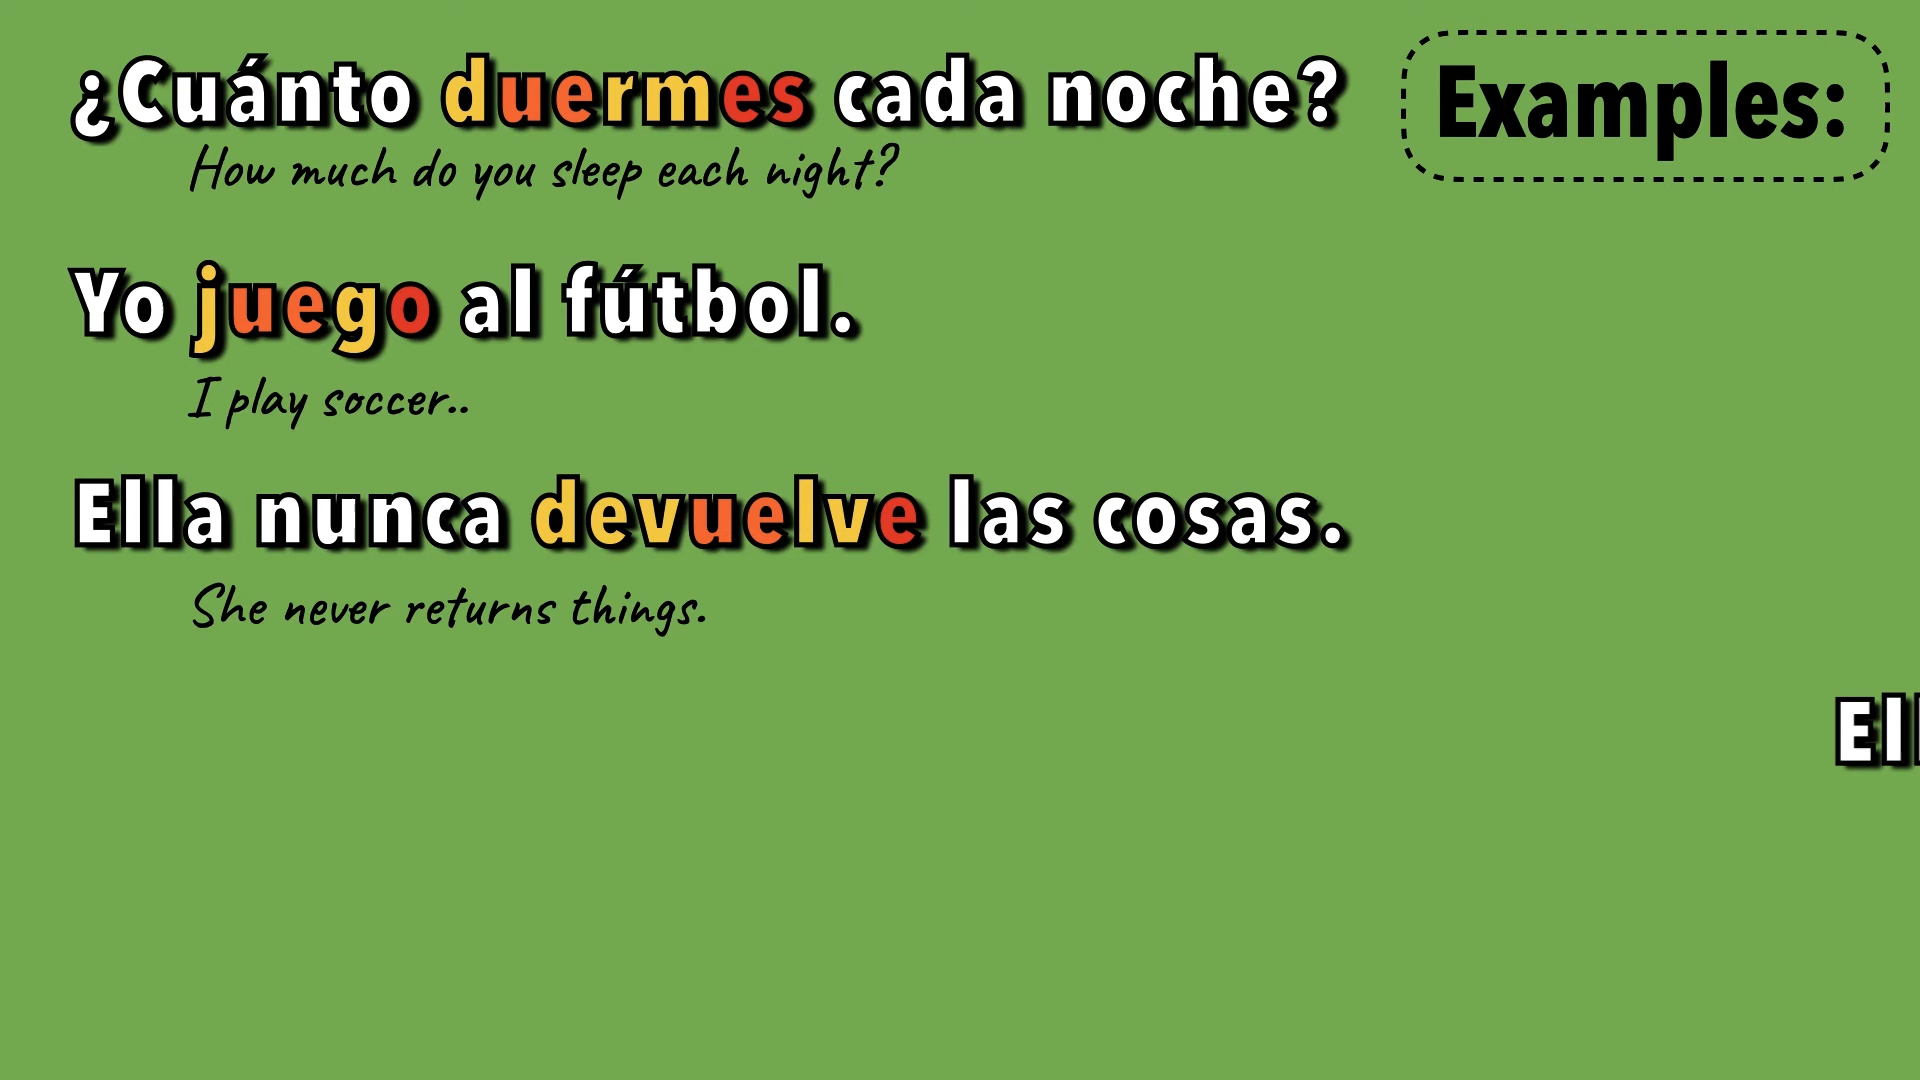 ¿Cuánto duermes cada noche?
Examples:
How much do you sleep each night?
Yo juego al fútbol.
I play soccer..
Ella nunca devuelve las cosas.
She never returns things.